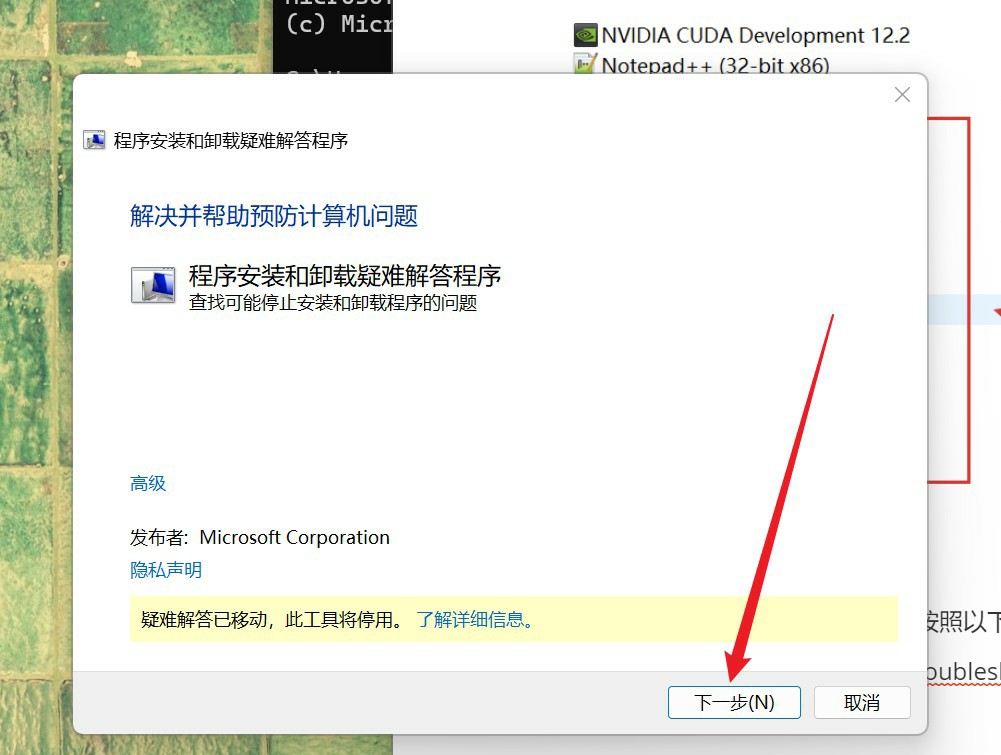 (c) Micr
NVIDIA CUDA Development 12.2
Notepad++ (32-bit x86)
程序安装和卸载疑难解答程序
解决并帮助预防计算机问题
程序安装和卸载疑难解答程序
查找可能停止安装和卸载程序的问题
高级
发布者: Microsoft Corporation
隐私声明
疑难解答已移动，此工具将停用。 了解详细信息。
按照以下
oubles
下一步(N)
取消